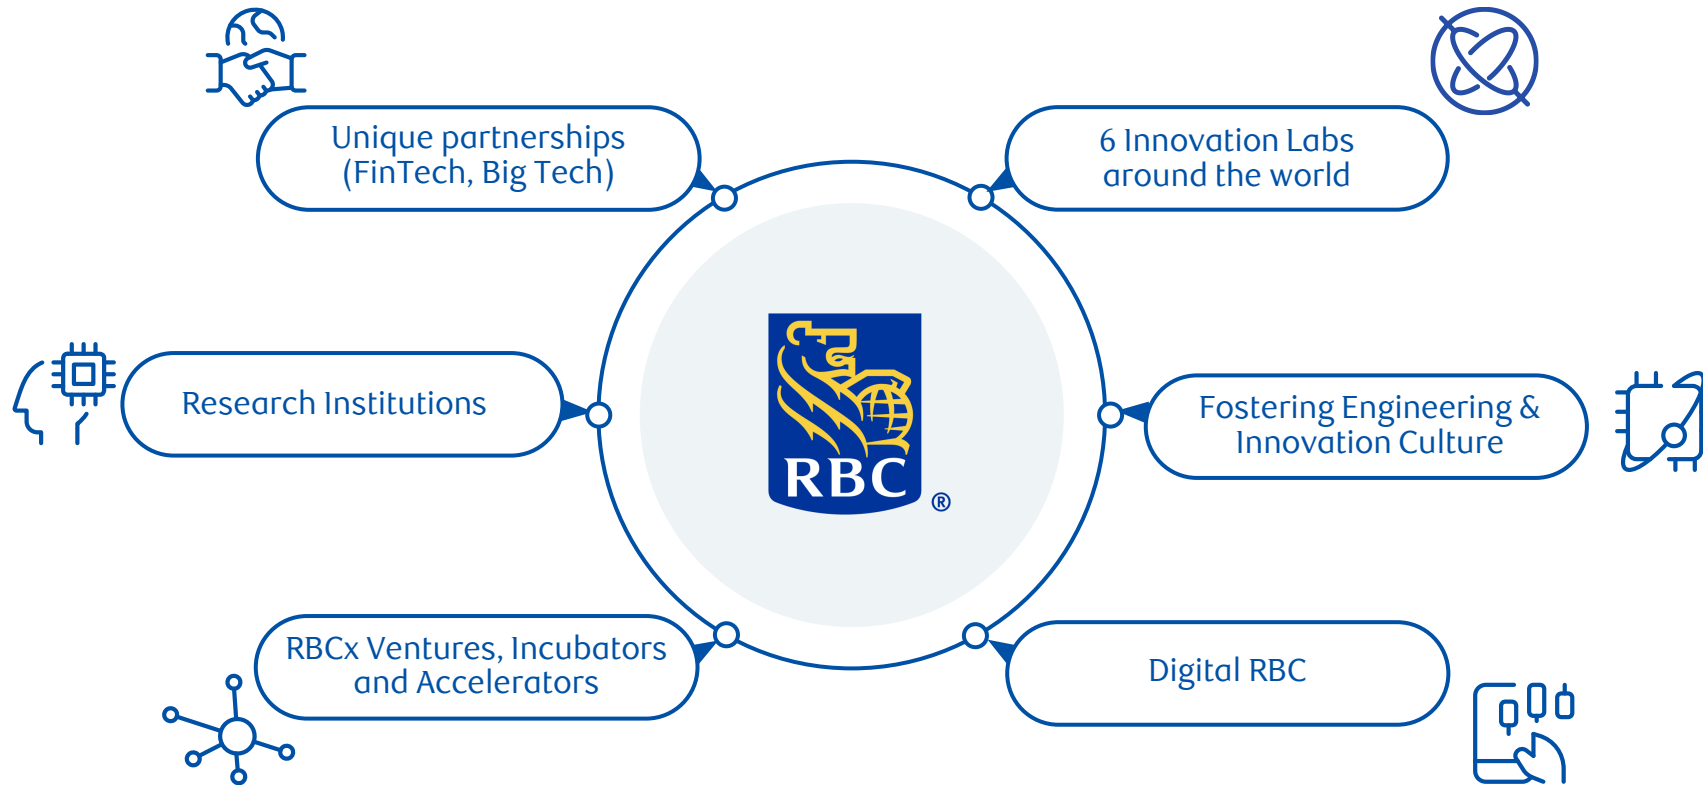 Unique partnerships
(FinTech, Big Tech)
6 Innovation Labs
around the world
Research Institutions
RBC
®
Fostering Engineering &
Innovation Culture
RBCx Ventures, Incubators
and Accelerators
Digital RBC